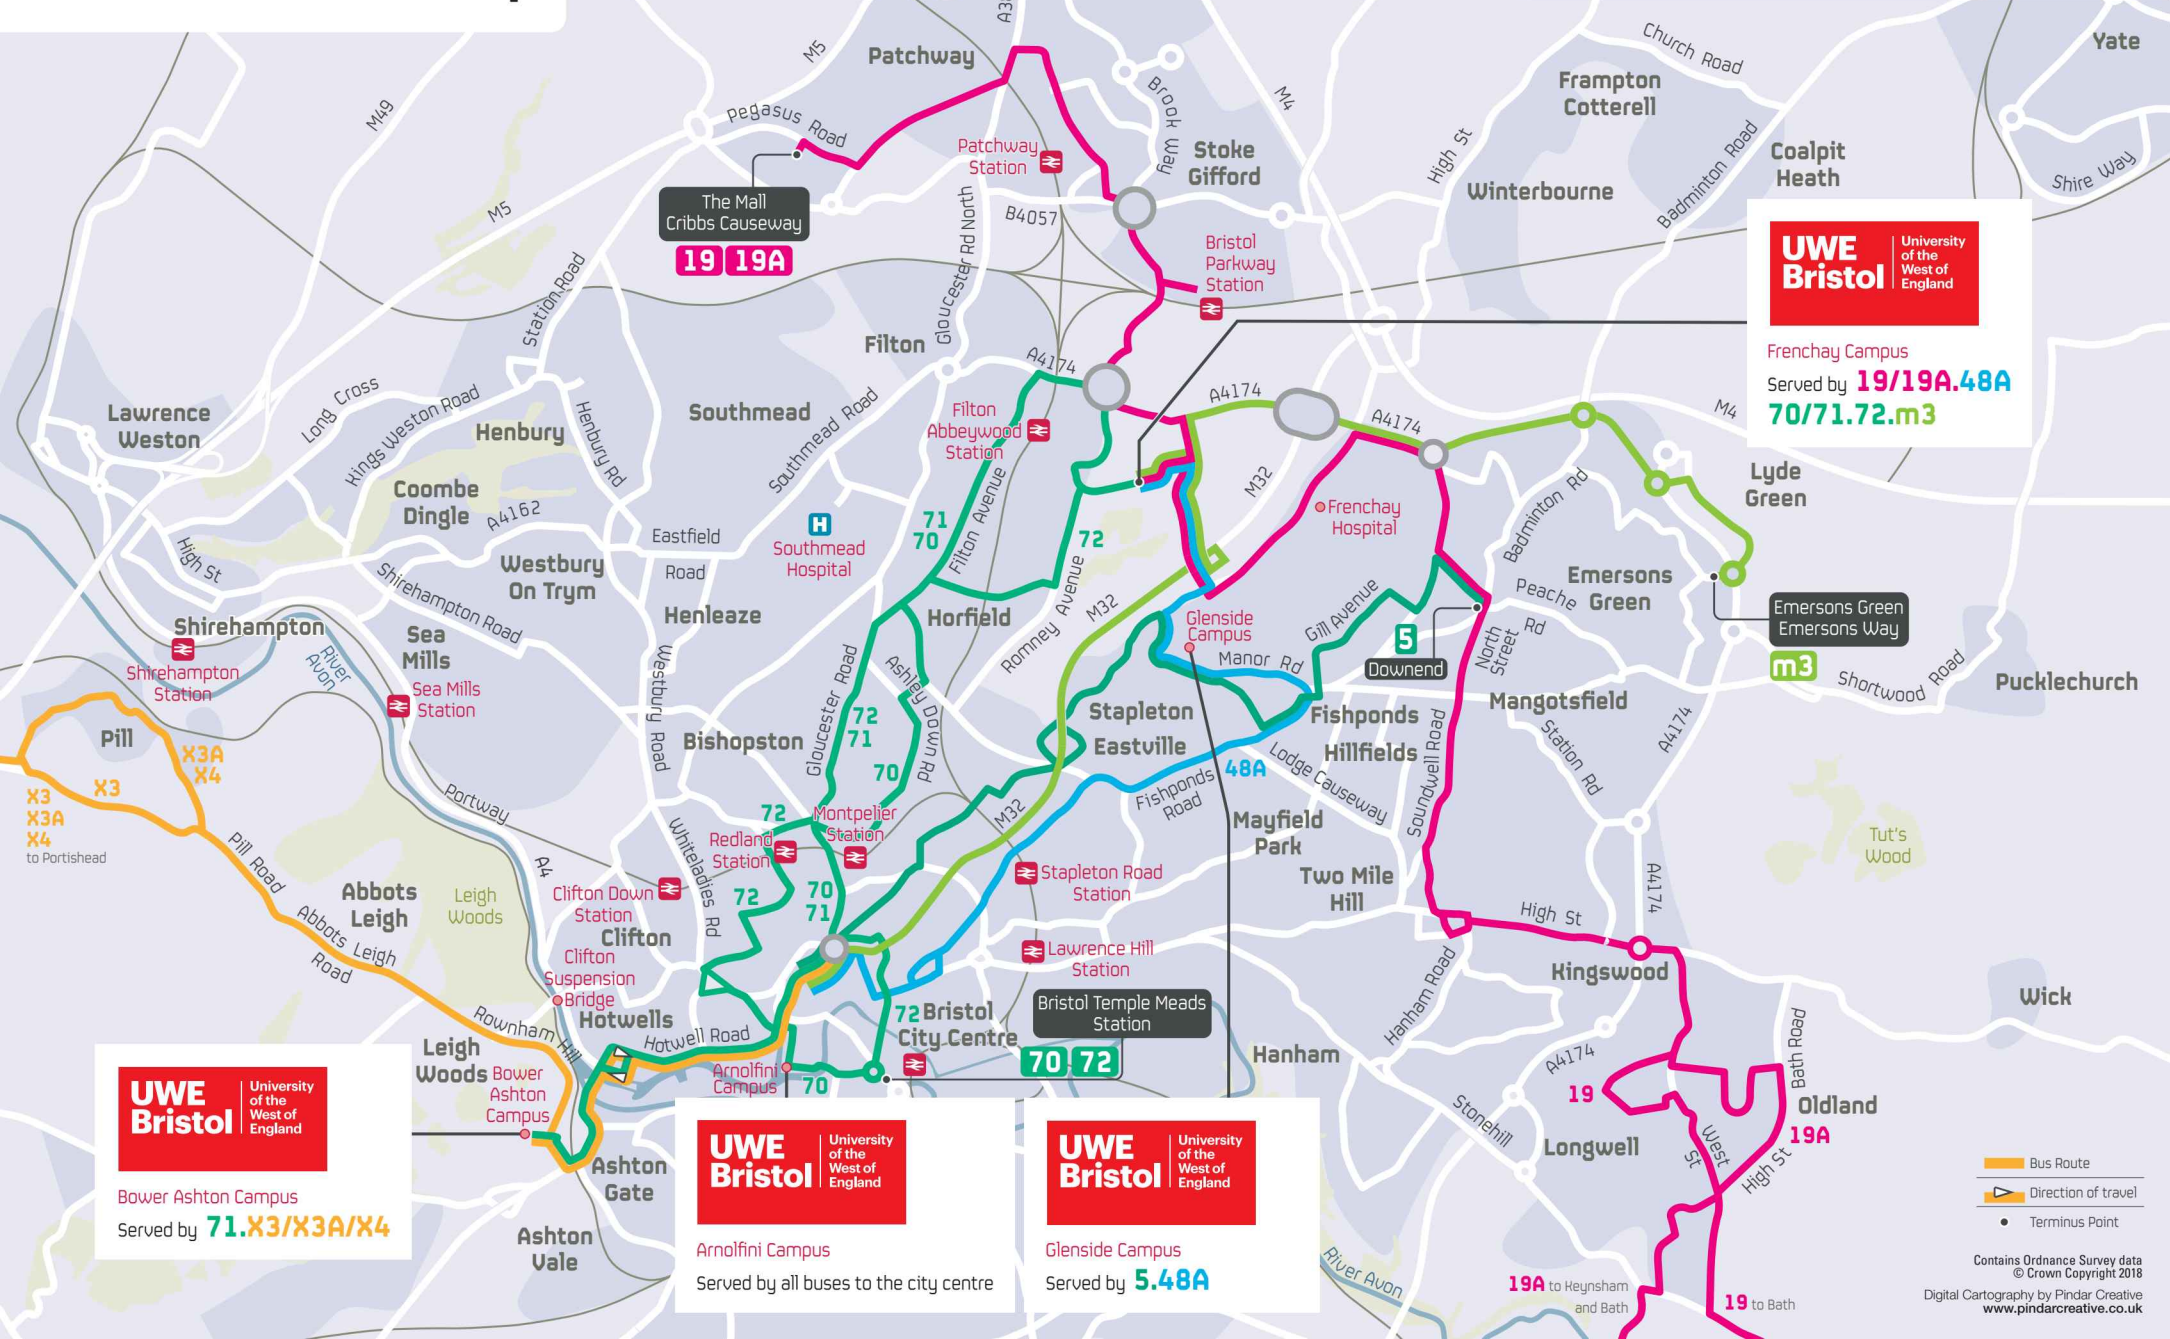 Patchway
M5
M49
Pegasus Road
Patchway
Station
Brook Way
Stoke
Gifford
M4
Church Road
Frampton
Cotterell
Yate
High St
Winterbourne
Badminton Road
Coalpit
Heath
Shire Way
M5
The Mall
Cribbs Causeway
19 19A
B4057
Gloucester Rd North
Bristol
Parkway
Station
Station Road
Filton
A4174
UWE
Bristol
University
of the
West of
England
Frenchay Campus
Served by 19/19A.48A
70/71.72.m3
Lawrence
Weston
Long Cross
Kings Weston Road
Henbury
Henbury Rd
Southmead
Southmead Road
Filton
Abbeywood
Station
A4174
A4174
M4
Coombe
Dingle
A4162
Eastfield
Road
Southmead
Hospital
H
71
70
Filton Avenue
72
M32
Frenchay
Hospital
Badminton Rd
Lyde
Green
High St
Shirehampton Road
Westbury
On Trym
Henleaze
Horfield
Romney Avenue
M32
Glenside
Campus
Gill Avenue
Manor Rd
5
Downend
North
Street
Peache
Rd
Emersons
Green
Emersons Green
Emersons Way
m3
Shortwood Road
Pucklechurch
Shirehampton
Shirehampton
Station
River
Avon
Sea
Mills
Sea Mills
Station
Westbury Road
Gloucester Road
Ashley Down Rd
72
71
70
Bishopston
Stapleton
Eastville
Fishponds
Hillfields
Mangotsfield
Station Rd
A4174
Pill
X3A
X4
X3
X3
X3A
X4
to Portishead
Pill Road
Portway
A4
Whiteladies Rd
72
Redland
Station
Montpelier
Station
M32
Fishponds
Road
48A
Lodge Causeway
Soundwell Road
Mayfield
Park
Tut's
Wood
Abbots
Leigh
Leigh
Woods
Clifton Down
Station
Clifton
72
70
71
Stapleton Road
Station
Two Mile
Hill
High St
A4174
Abbots Leigh
Road
Clifton
Suspension
Bridge
Hotwells
Lawrence Hill
Station
Kingswood
Hanham Road
Wick
Rownham Hill
Hotwell Road
72
Bristol
City Centre
Bristol Temple Meads
Station
70 72
Hanham
A4174
Bath Road
Leigh
Woods
Bower
Ashton
Campus
Arnolfini
Campus
70
19
Stonehill
Longwell
West
St
Oldland
19A
High St
UWE
Bristol
University
of the
West of
England
Bower Ashton Campus
Served by 71.X3/X3A/X4
Ashton
Gate
Ashton
Vale
UWE
Bristol
University
of the
West of
England
Arnolfini Campus
Served by all buses to the city centre
UWE
Bristol
University
of the
West of
England
Glenside Campus
Served by 5.48A
River Avon
19A to Keynsham
and Bath
19 to Bath
Bus Route
Direction of travel
Terminus Point
Contains Ordnance Survey data
© Crown Copyright 2018
Digital Cartography by Pindar Creative
www.pindarcreative.co.uk